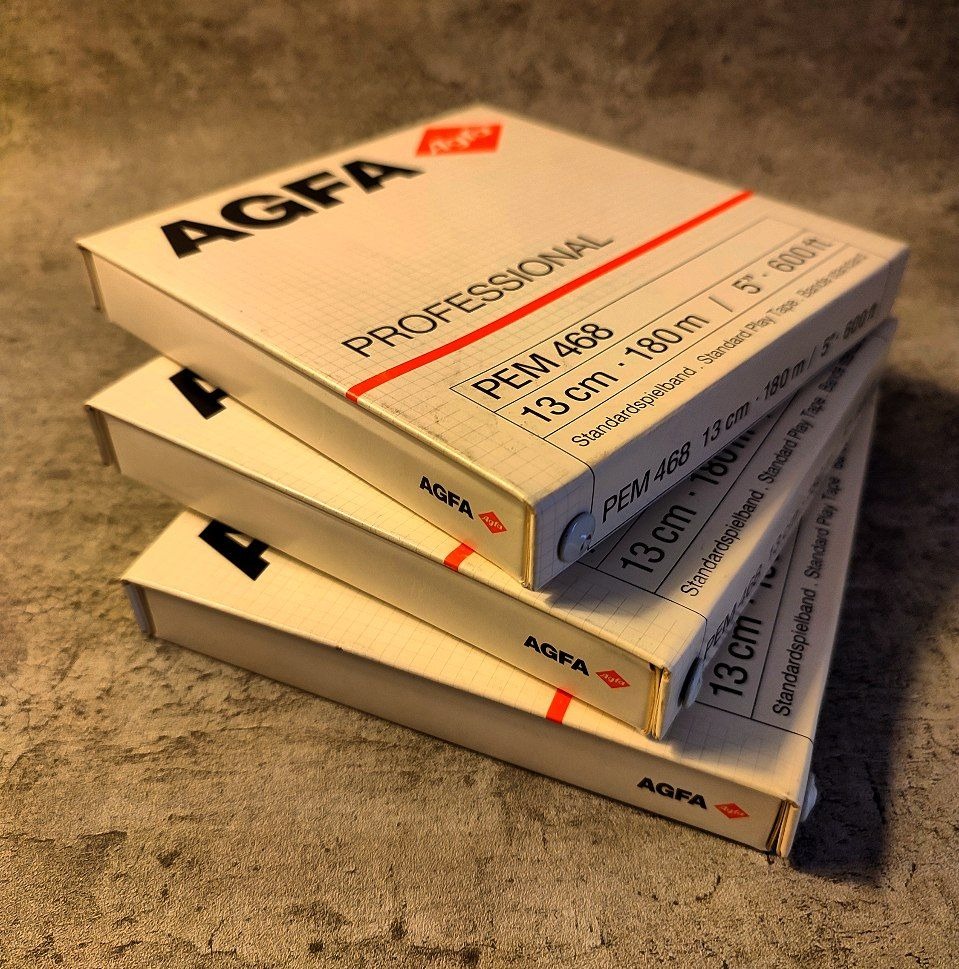 AGFA Agfa
PROFESSIONAL
PEM 468
13 cm · 180 m / 5" · 600 ft
Standardspielband . Standard Play Tape . Bande standard
PEM 468 13 cm · 180 m / 5" · 600 ft
AGFA Agfa
A
13 cm · 180 m
Standardspielband . Standard Play Tape . Bande
PEM 468
AGFA Agfa
A
13 cm ·
Standardspielband . Standard Play Tape
AGFA Agfa